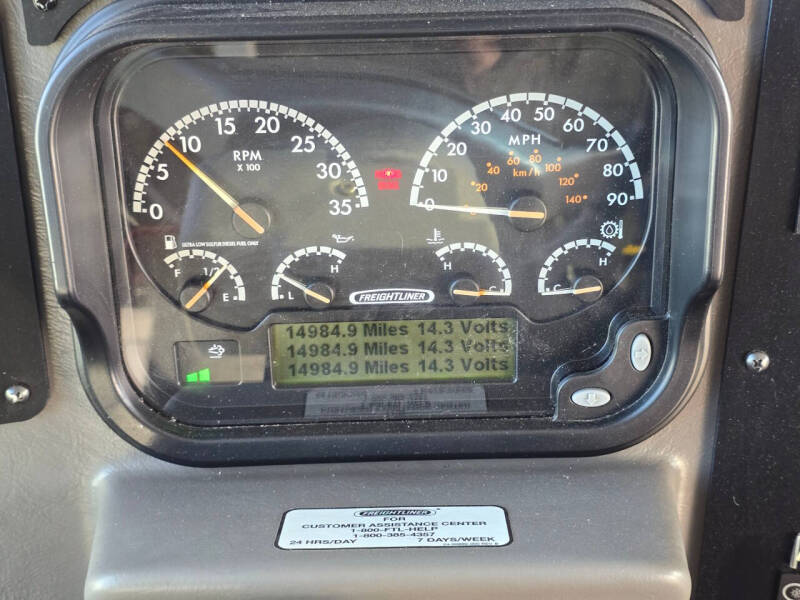 0 5 10 15 20 25 30 35
RPM
X 100
ULTRA LOW SULFUR DIESEL FUEL ONLY
0 10 20 30 40 50 60 70 80 90
MPH
20 40 60 80 100 120 140
km/h
F 1/2 E
L H
H C
C H
FREIGHTLINER
14984.9 Miles 14.3 Volts
14984.9 Miles 14.3 Volts
14984.9 Miles 14.3 Volts
FREIGHTLINER
FOR
CUSTOMER ASSISTANCE CENTER
1-800-FTL-HELP
1-800-385-4357
24 HRS/DAY 7 DAYS/WEEK